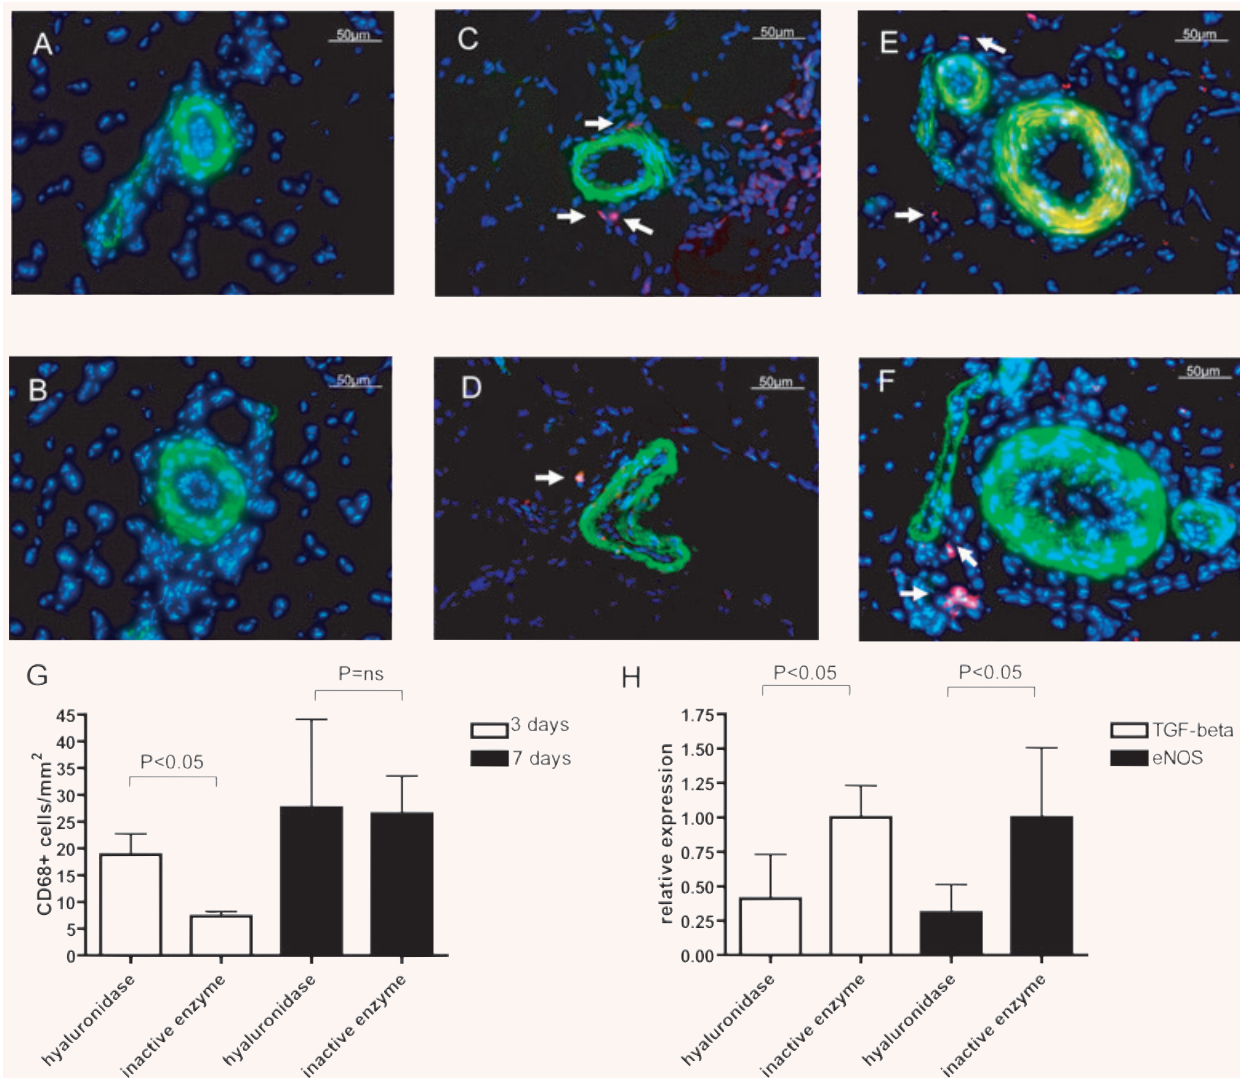 A
50µm
C
50µm
E
50µm
B
50µm
D
50µm
F
50µm
G
P=ns
P<0.05
CD68+ cells/mm2
45
40
35
30
25
20
15
10
5
0
hyaluronidase
inactive enzyme
hyaluronidase
inactive enzyme
3 days
7 days
H
P<0.05
P<0.05
relative expression
1.75
1.50
1.25
1.00
0.75
0.50
0.25
0.00
hyaluronidase
inactive enzyme
hyaluronidase
inactive enzyme
TGF-beta
eNOS